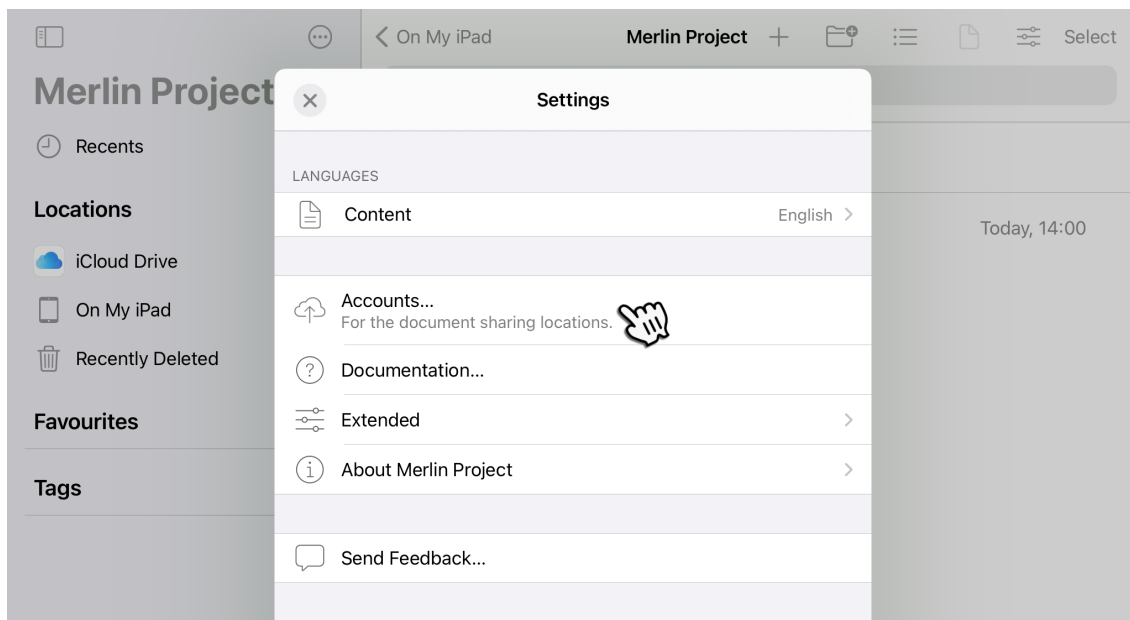 On My iPad
Merlin Project
Select
Merlin Project
Recents
Locations
iCloud Drive
On My iPad
Recently Deleted
Favourites
Tags
Settings
LANGUAGES
Content
English
Accounts...
For the document sharing locations.
Documentation...
Extended
About Merlin Project
Send Feedback...
Today, 14:00